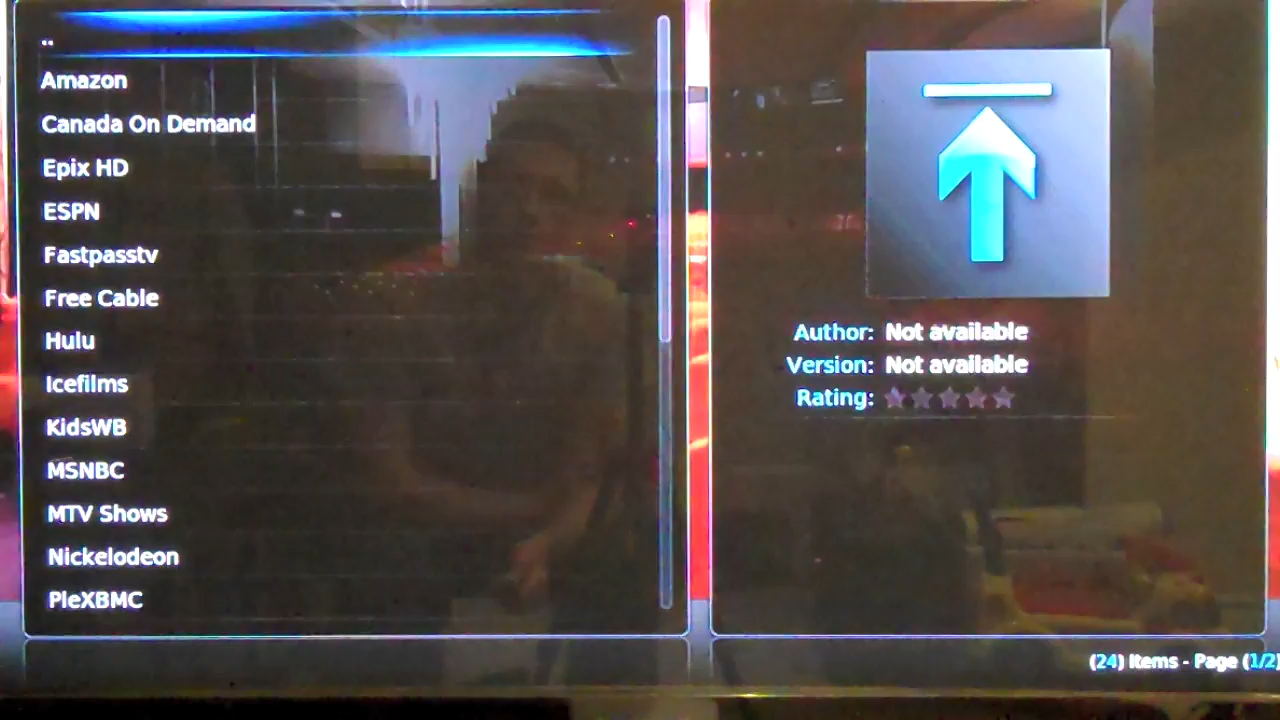 ..
Amazon
Canada On Demand
Epix HD
ESPN
Fastpasstv
Free Cable
Hulu
Icefilms
KidsWB
MSNBC
MTV Shows
Nickelodeon
PleXBMC
Author: Not available
Version: Not available
Rating:
(24) Items - Page (1/2)